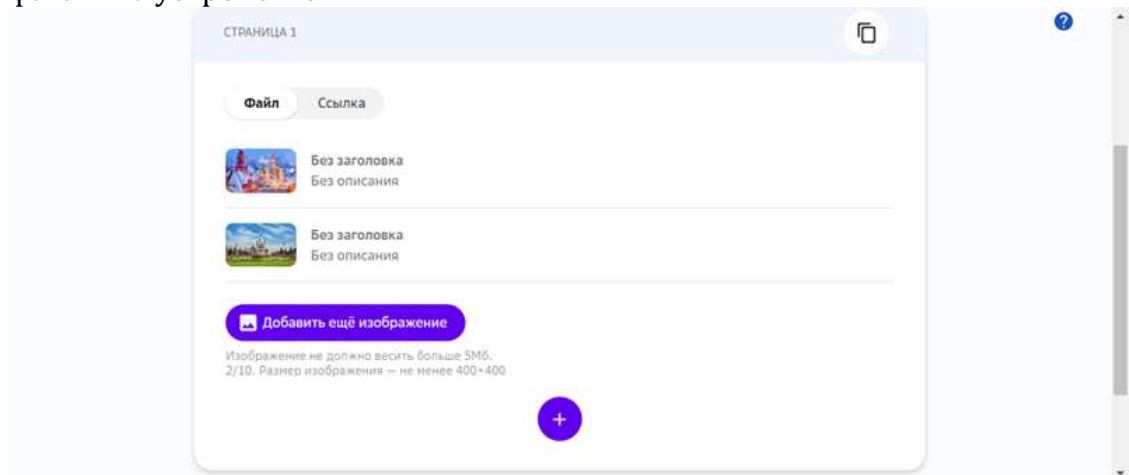 СТРАНИЦА 1
Файл Ссылка
Без заголовка
Без описания
Без заголовка
Без описания
Добавить ещё изображение
Изображение не должно весить больше 5Мб.
2/10. Размер изображения — не менее 400×400